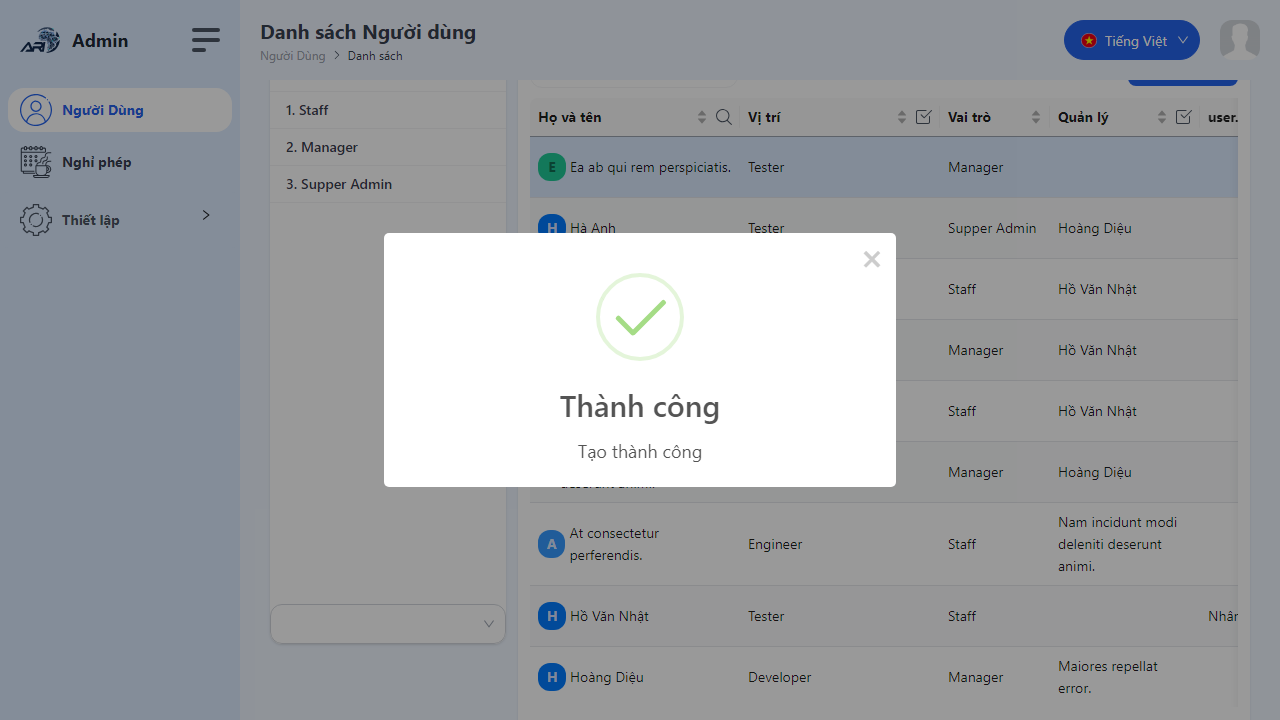 ARI
Admin
Danh sách Người dùng
Người Dùng
Danh sách
Tiếng Việt
Người Dùng
Nghỉ phép
Thiết lập
1. Staff
2. Manager
3. Supper Admin
Họ và tên
Vị trí
Vai trò
Quản lý
user.
E
Ea ab qui rem perspiciatis.
Tester
Manager
H
Hà Anh
Tester
Supper Admin
Hoàng Diệu
Staff
Hồ Văn Nhật
Manager
Hồ Văn Nhật
Staff
Hồ Văn Nhật
Manager
Hoàng Diệu
Thành công
Tạo thành công
A
At consectetur
perferendis.
Engineer
Staff
Nam incidunt modi
deleniti deserunt
animi.
H
Hồ Văn Nhật
Tester
Staff
Nhân
H
Hoàng Diệu
Developer
Manager
Maiores repellat
error.